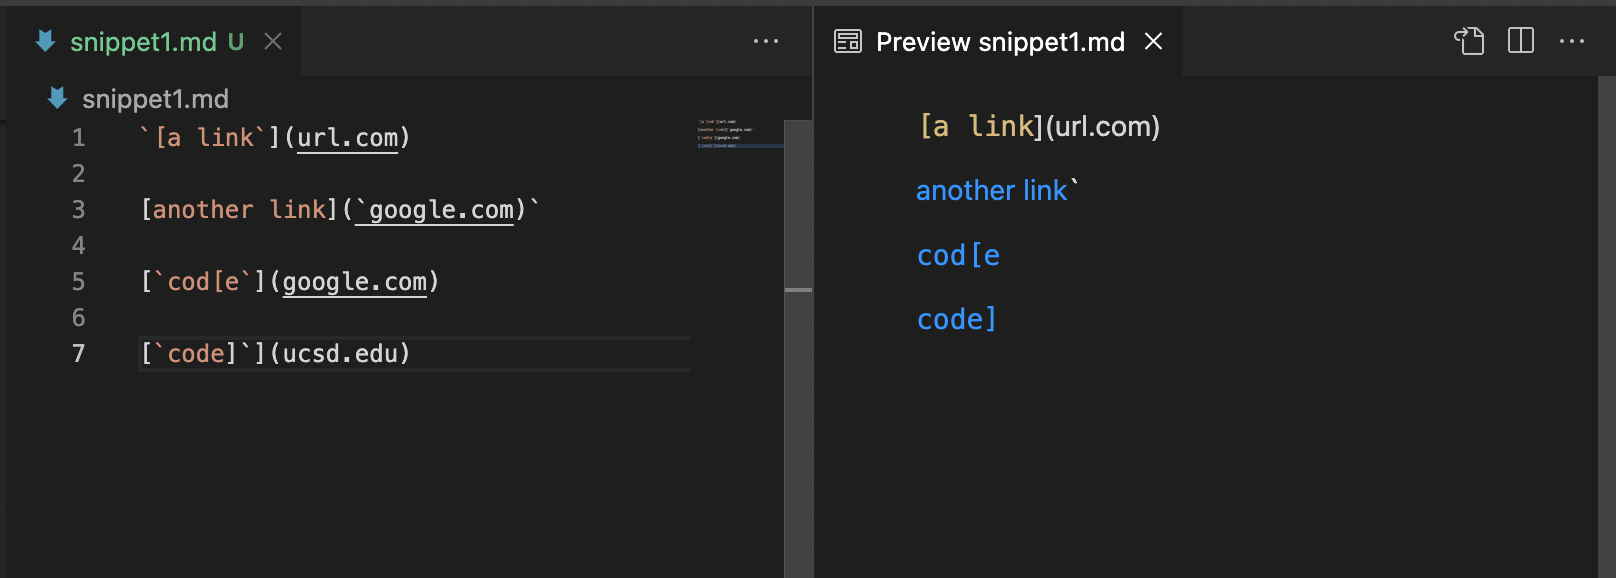 snippet1.md U
Preview snippet1.md
snippet1.md
1 `[a link`](url.com)
2
3 [another link](`google.com)`
4
5 [`cod[e`](google.com)
6
7 [`code]`](ucsd.edu)
[a link](url.com)
another link`
cod[e
code]